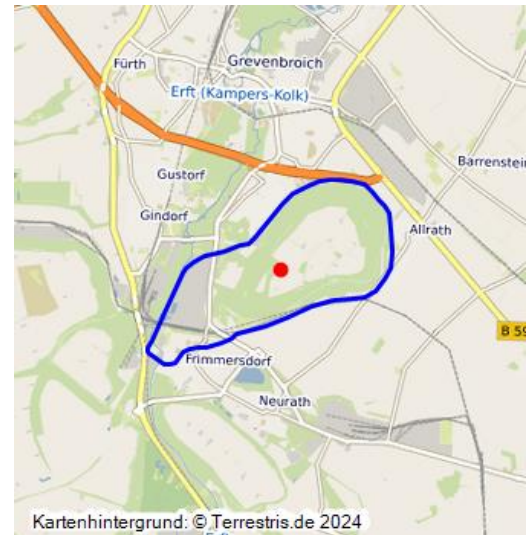 Fürth
Grevenbroich
Erft (Kampers-Kolk)
Barrenstein
Gustorf
Gindorf
Allrath
B 59
Frimmersdorf
Neurath
Kartenhintergrund: © Terrestris.de 2024